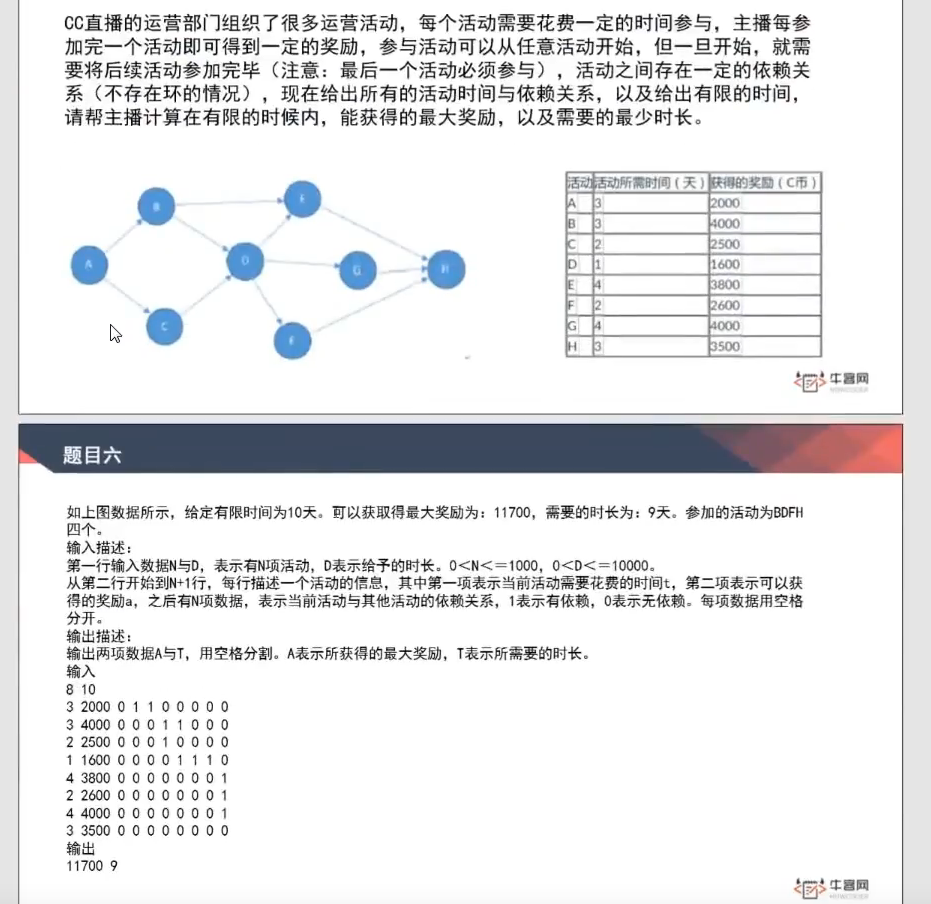 CC直播的运营部门组织了很多运营活动，每个活动需要花费一定的时间参与，主播每参
加完一个活动即可得到一定的奖励，参与活动可以从任意活动开始，但一旦开始，就需
要将后续活动参加完毕（注意：最后一个活动必须参与），活动之间存在一定的依赖关
系（不存在环的情况），现在给出所有的活动时间与依赖关系，以及给出有限的时间，
请帮主播计算在有限的时候内，能获得的最大奖励，以及需要的最少时长。
B
E
A
D
G
H
C
F
活动 活动所需时间（天） 获得的奖励（C币）
A 3 2000
B 3 4000
C 2 2500
D 1 1600
E 4 3800
F 2 2600
G 4 4000
H 3 3500
牛客网
题目六
如上图数据所示，给定有限时间为10天。可以获取得最大奖励为：11700，需要的时长为：9天。参加的活动为BDFH
四个。
输入描述：
第一行输入数据N与D，表示有N项活动，D表示给予的时长。0＜N＜＝1000，0＜D＜＝10000。
从第二行开始到N+1行，每行描述一个活动的信息，其中第一项表示当前活动需要花费的时间t，第二项表示可以获
得的奖励a，之后有N项数据，表示当前活动与其他活动的依赖关系，1表示有依赖，0表示无依赖。每项数据用空格
分开。
输出描述：
输出两项数据A与T，用空格分割。A表示所获得的最大奖励，T表示所需要的时长。
输入
8 10
3 2000 0 1 1 0 0 0 0 0
3 4000 0 0 0 1 1 0 0 0
2 2500 0 0 0 1 0 0 0 0
1 1600 0 0 0 0 1 1 1 0
4 3800 0 0 0 0 0 0 0 1
2 2600 0 0 0 0 0 0 0 1
4 4000 0 0 0 0 0 0 0 1
3 3500 0 0 0 0 0 0 0 0
输出
11700 9
牛客网